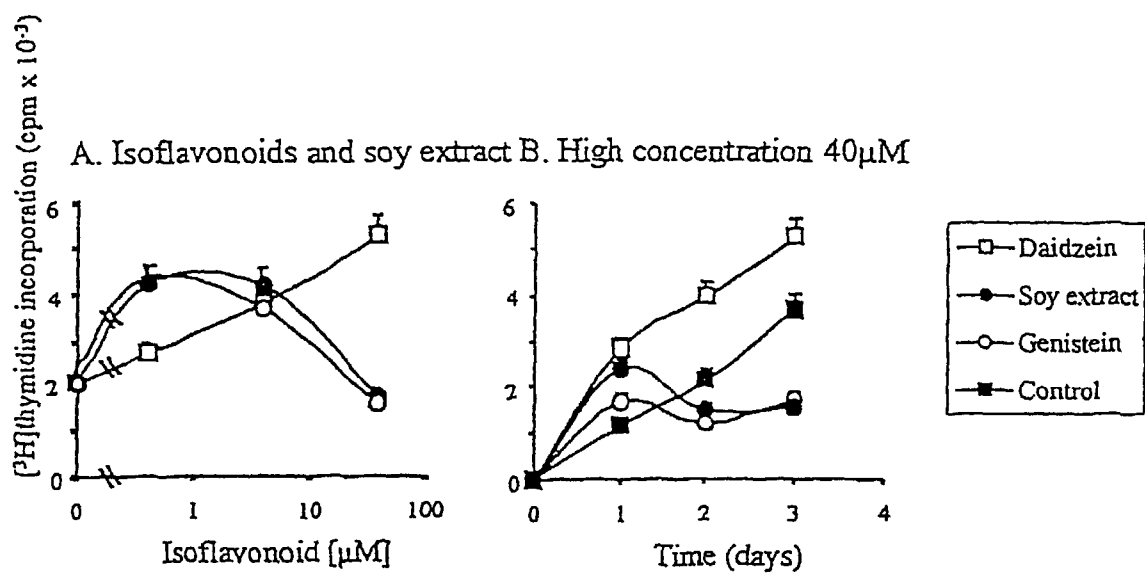 [³H]thymidine incorporation (cpm x 10⁻³)
A. Isoflavonoids and soy extract B. High concentration 40µM
6
4
2
0
0 1 10 100
Isoflavonoid [µM]
6
4
2
0
0 1 2 3 4
Time (days)
Daidzein
Soy extract
Genistein
Control